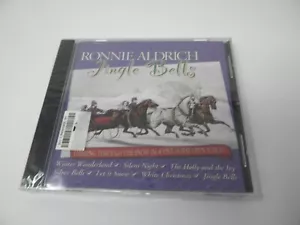 RONNIE ALDRICH
Jingle Bells
Winter Wonderland • Silent Night • The Holly and the Ivy
Silver Bells • Let it Snow • White Christmas • Jingle Bells